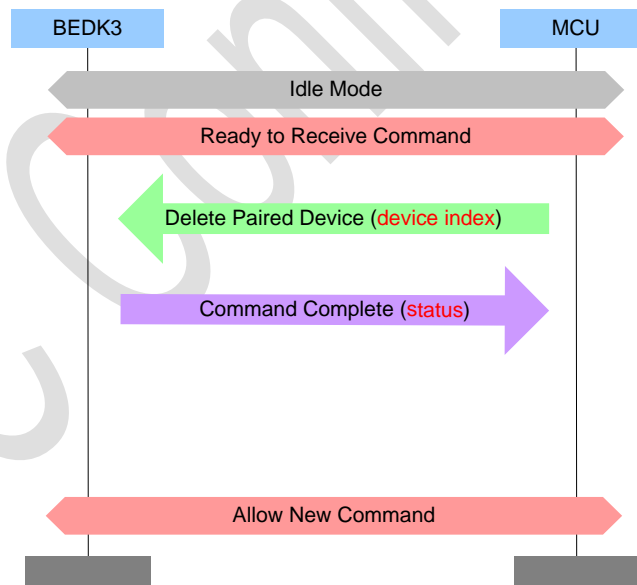 BEDK3
MCU
Idle Mode
Ready to Receive Command
Delete Paired Device (device index)
Command Complete (status)
Allow New Command